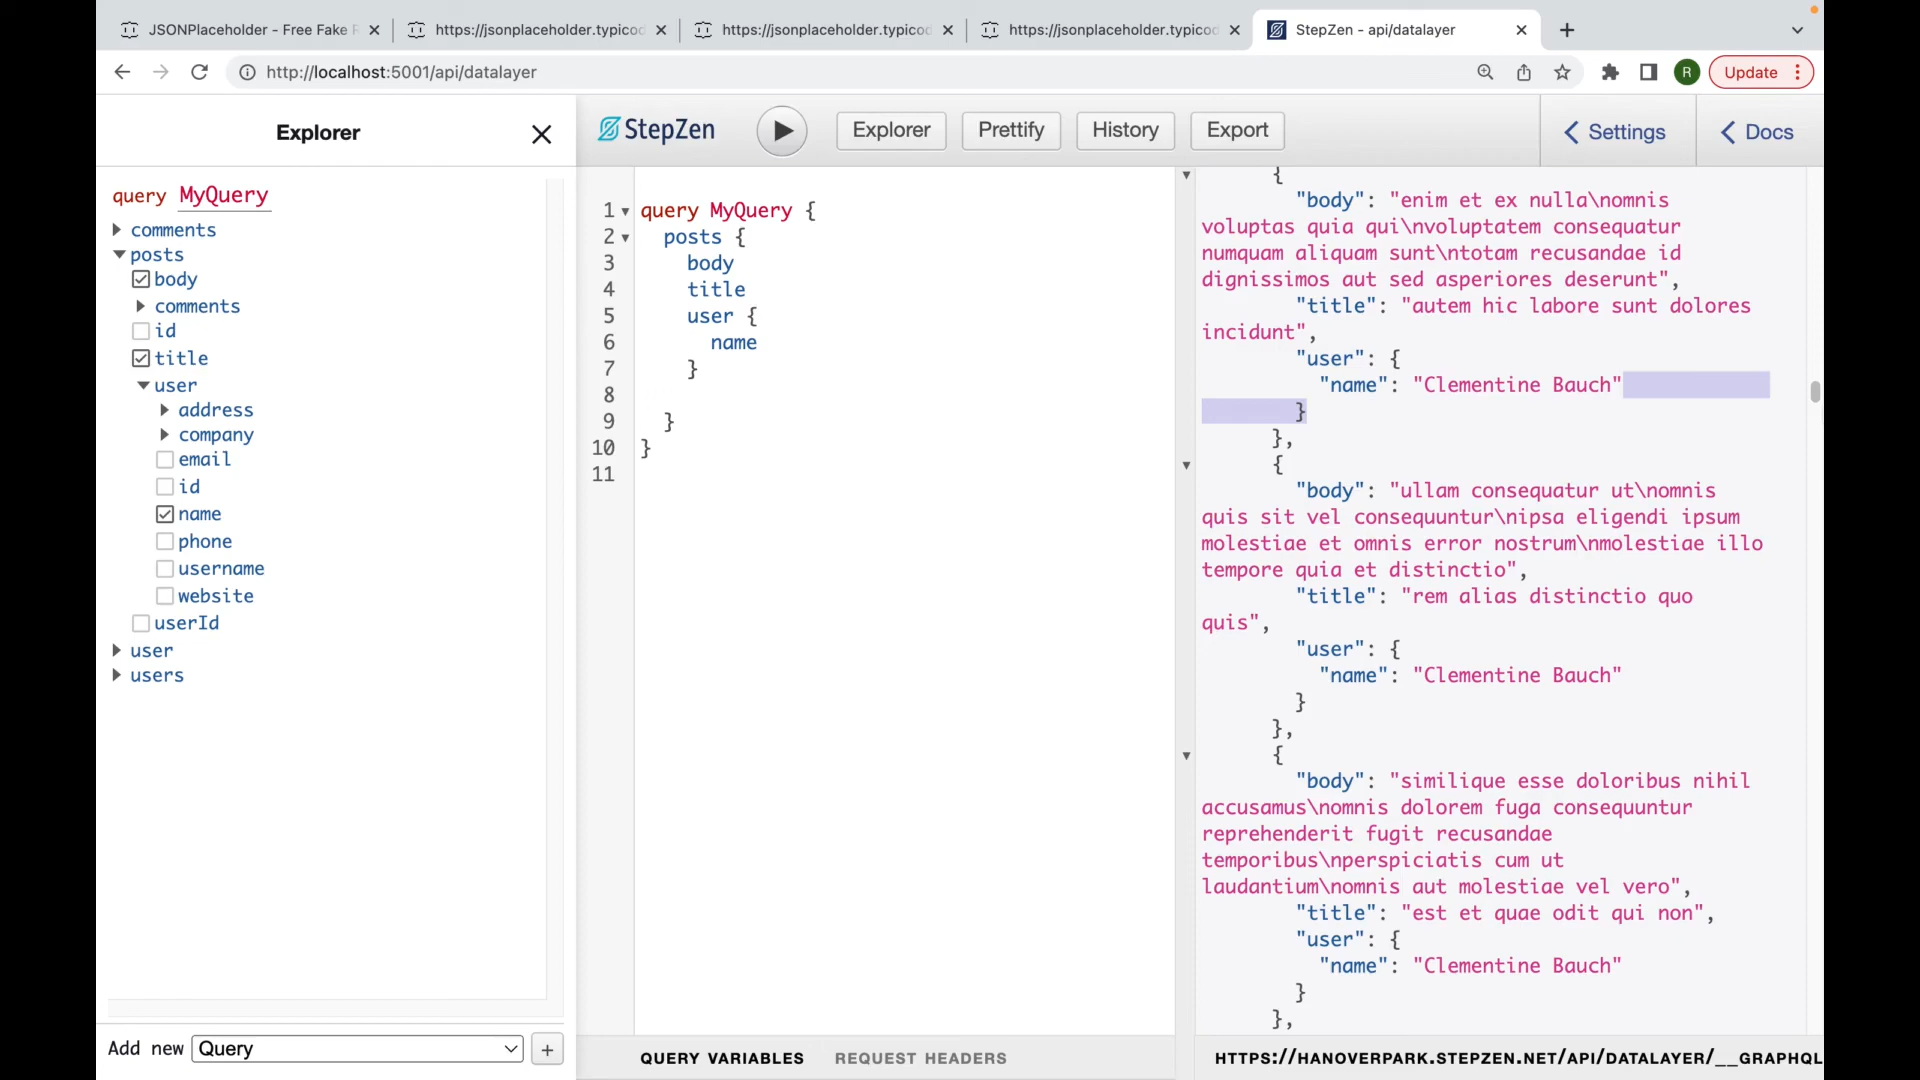 JSONPlaceholder - Free Fake
https://jsonplaceholder.typicod
https://jsonplaceholder.typicod
https://jsonplaceholder.typicod
StepZen - api/datalayer
http://localhost:5001/api/datalayer
R
Update
Explorer
StepZen
Explorer
Prettify
History
Export
Settings
Docs
query MyQuery
comments
posts
body
comments
id
title
user
address
company
email
id
name
phone
username
website
userId
user
users
Add new Query
+
1 query MyQuery {
2 posts {
3 body
4 title
5 user {
6 name
7 }
8
9 }
10 }
11
QUERY VARIABLES REQUEST HEADERS
{
"body": "enim et ex nulla\nomnis
voluptas quia qui\nvoluptatem consequatur
numquam aliquam sunt\ntotam recusandae id
dignissimos aut sed asperiores deserunt",
"title": "autem hic labore sunt dolores
incidunt",
"user": {
"name": "Clementine Bauch"
}
},
{
"body": "ullam consequatur ut\nomnis
quis sit vel consequuntur\nipsa eligendi ipsum
molestiae et omnis error nostrum\nmolestiae illo
tempore quia et distinctio",
"title": "rem alias distinctio quo
quis",
"user": {
"name": "Clementine Bauch"
}
},
{
"body": "similique esse doloribus nihil
accusamus\nomnis dolorem fuga consequuntur
reprehenderit fugit recusandae
temporibus\nperspiciatis cum ut
laudantium\nomnis aut molestiae vel vero",
"title": "est et quae odit qui non",
"user": {
"name": "Clementine Bauch"
}
},
HTTPS://HANOVERPARK.STEPZEN.NET/API/DATALAYER/__GRAPHQL